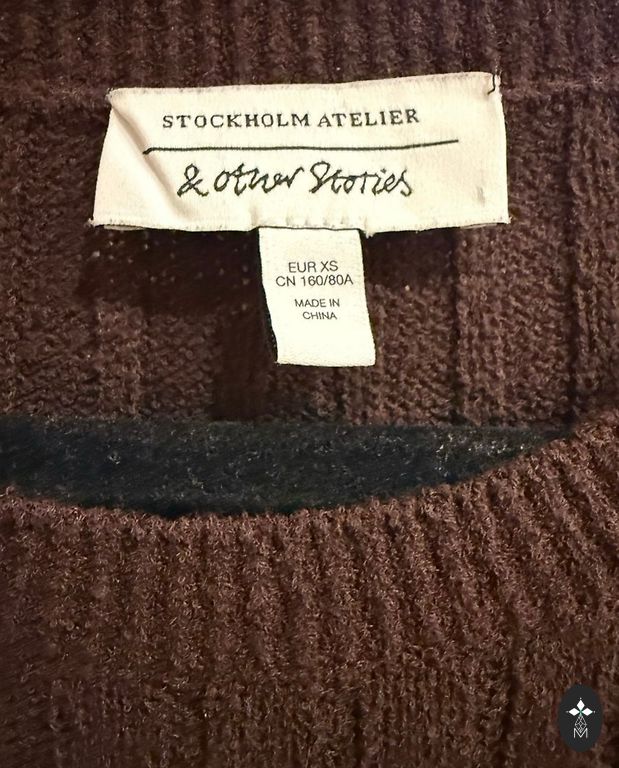 STOCKHOLM ATELIER
& other Stories
EUR XS
CN 160/80A
MADE IN
CHINA
M